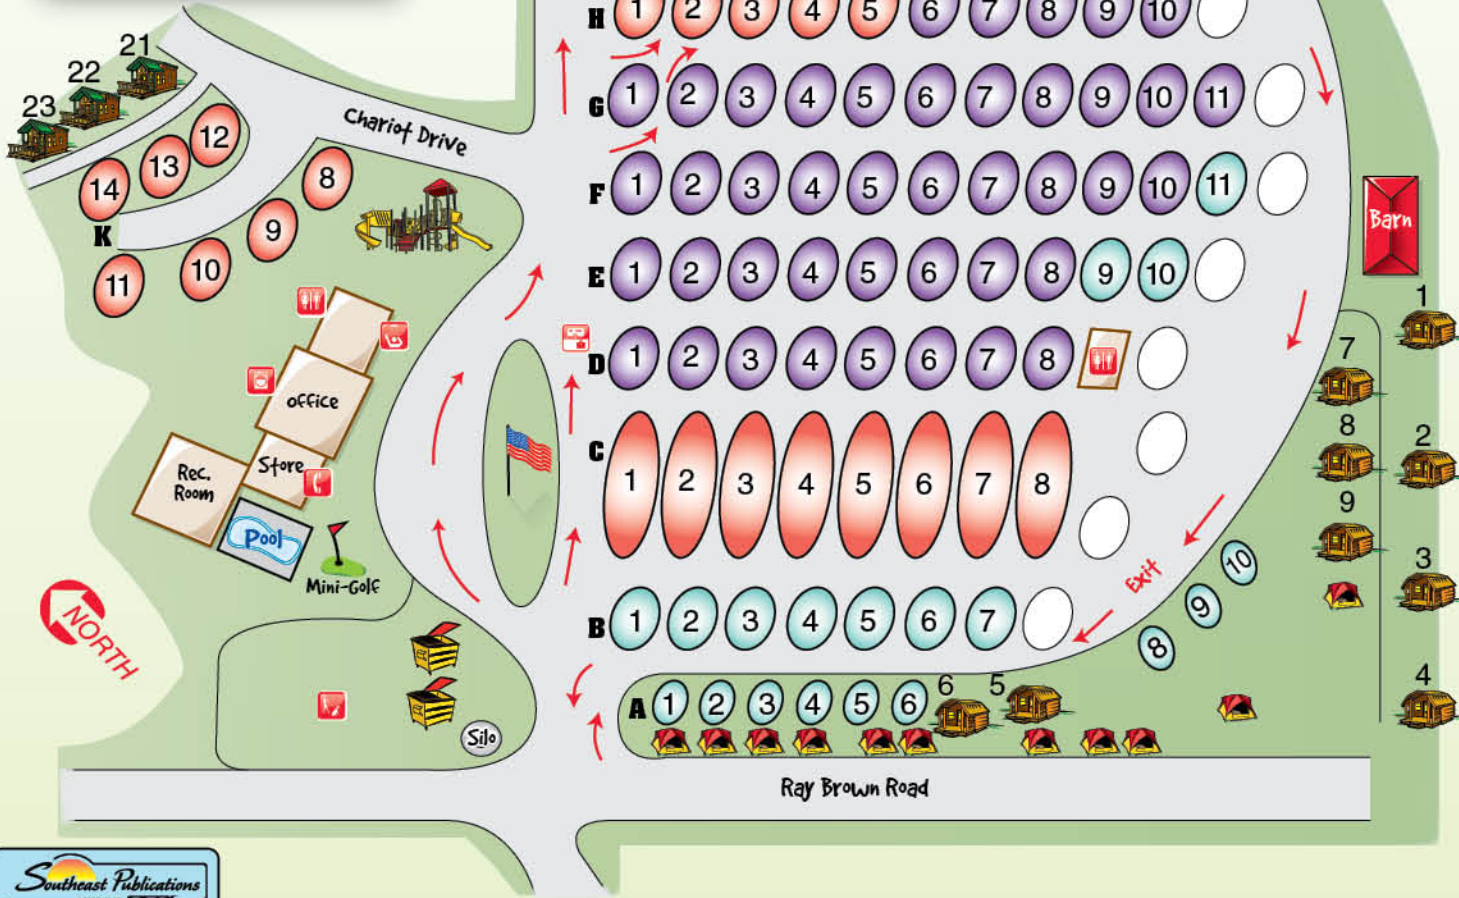 H 1 2 3 4 5 6 7 8 9 10
G 1 2 3 4 5 6 7 8 9 10 11
F 1 2 3 4 5 6 7 8 9 10 11
E 1 2 3 4 5 6 7 8 9 10
D 1 2 3 4 5 6 7 8
C 1 2 3 4 5 6 7 8
B 1 2 3 4 5 6 7
A 1 2 3 4 5 6
6
5
8
9
10
21
22
23
12
13
14
K
8
9
10
11
Chariot Drive
office
Store
Rec.
Room
Pool
Mini-Golf
NORTH
Silo
Exit
Barn
1
7
8
2
9
3
4
Ray Brown Road
Southeast Publications